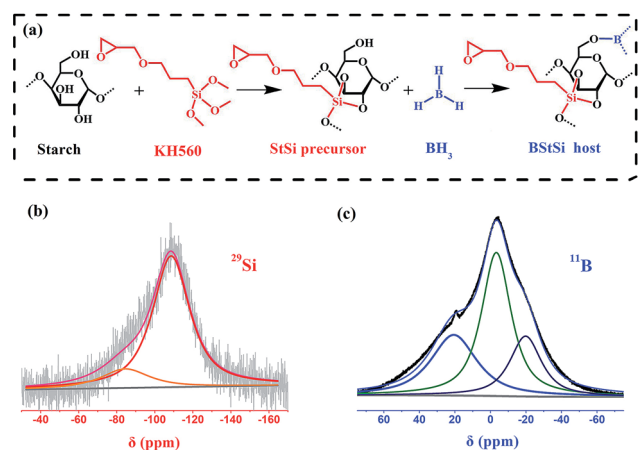 (a)
OH
O
O
OH
OH
O
+
O
O
Si
O
O
O
O
O
OH
O
O
O
Si
O
O
+
H
B
H
H
O
O
O
B
O
O
O
Si
O
O
Starch
KH560
StSi precursor
BH3
BStSi host
(b)
29Si
-40 -60 -80 -100 -120 -140 -160
δ (ppm)
(c)
11B
60 40 20 0 -20 -40 -60
δ (ppm)